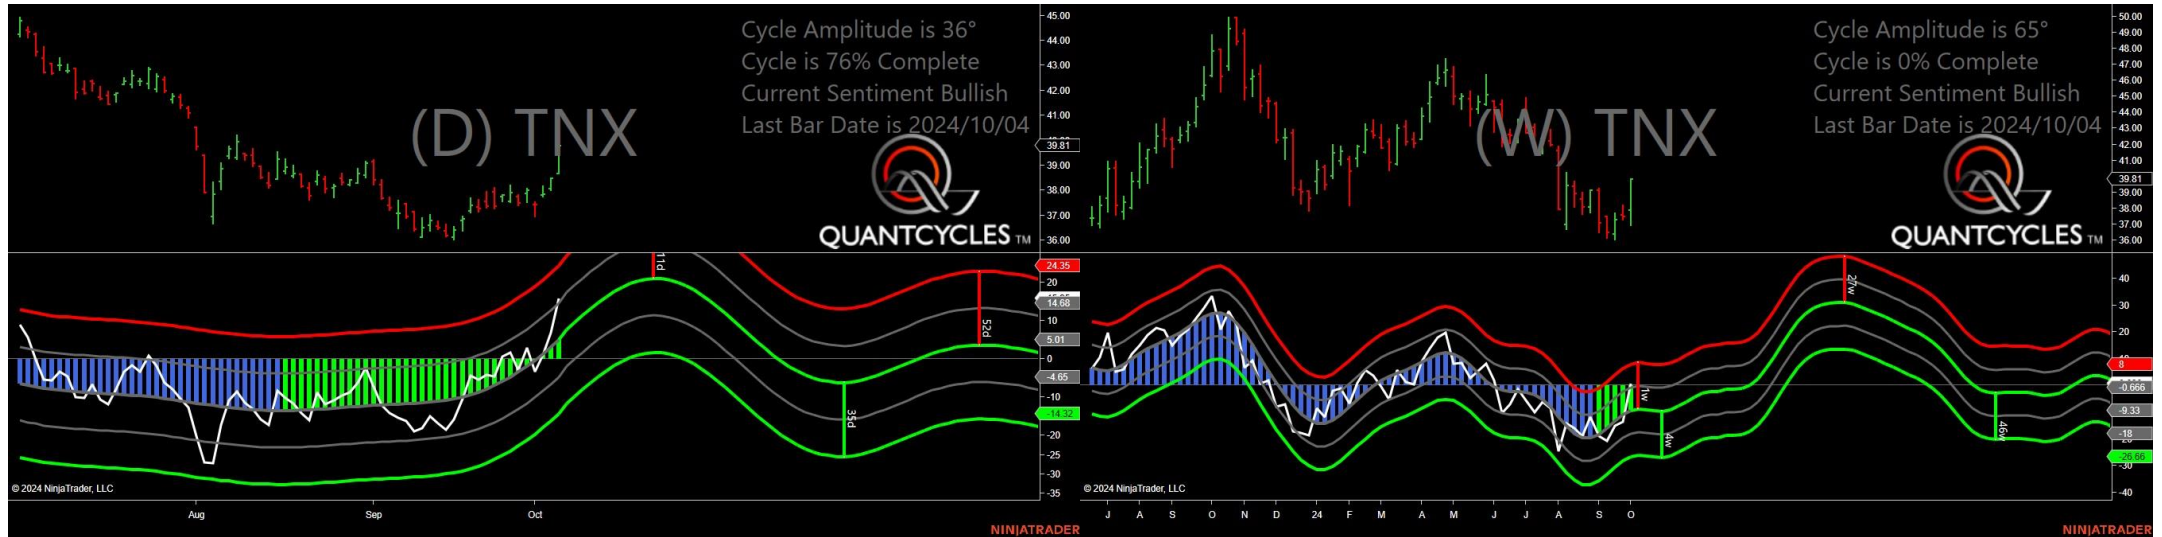 Cycle Amplitude is 36°
Cycle is 76% Complete
Current Sentiment Bullish
Last Bar Date is 2024/10/04
(D) TNX
QUANTCYCLES TM
45.00
44.00
43.00
42.00
41.00
39.81
39.00
38.00
37.00
36.00
11d
35d
52d
24.35
20
14.68
10
5.01
0
-4.65
-10
-14.32
-20
-25
-30
-35
© 2024 NinjaTrader, LLC
Aug Sep Oct
NINJATRADER
Cycle Amplitude is 65°
Cycle is 0% Complete
Current Sentiment Bullish
Last Bar Date is 2024/10/04
(W) TNX
QUANTCYCLES TM
50.00
49.00
48.00
47.00
46.00
45.00
44.00
43.00
42.00
41.00
39.81
39.00
38.00
37.00
36.00
1w
4w
27w
46w
40
30
20
8
-0.666
-9.33
-18
-26.66
-30
-40
© 2024 NinjaTrader, LLC
J A S O N D 24 F M A M J J A S O
NINJATRADER